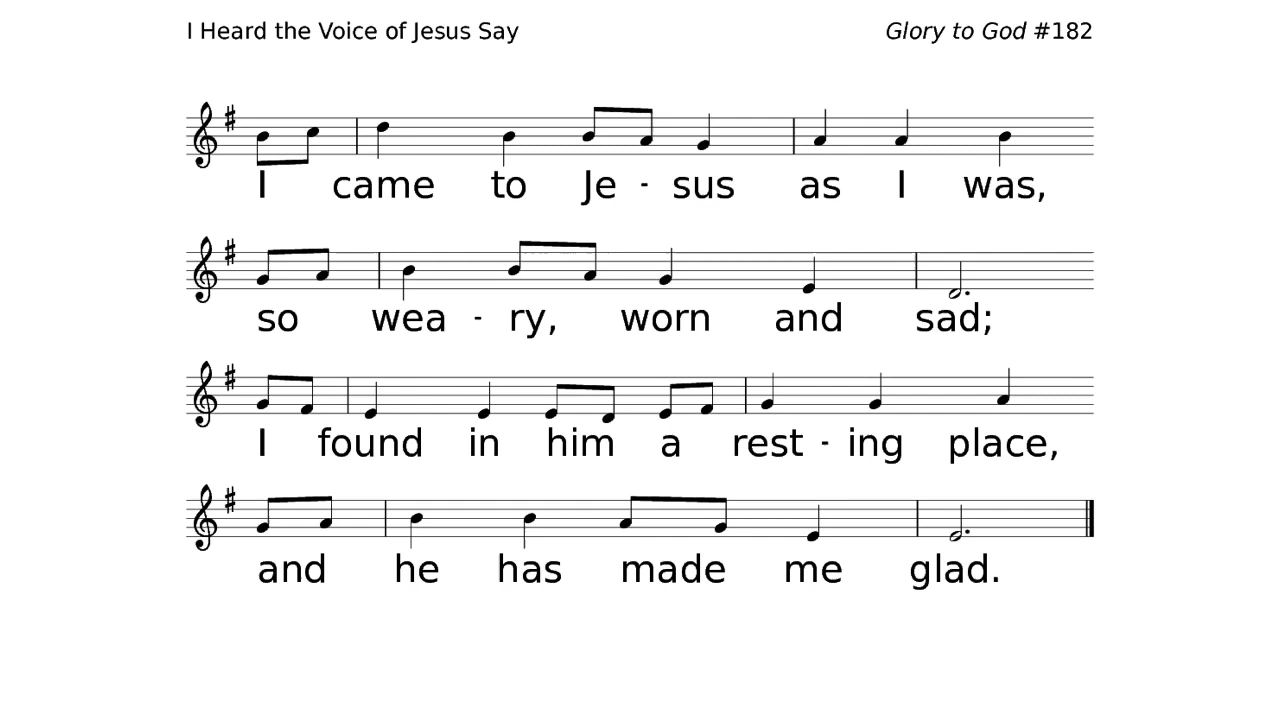 I Heard the Voice of Jesus Say Glory to God #182
I came to Je - sus as I was,
so wea - ry, worn and sad;
I found in him a rest - ing place,
and he has made me glad.